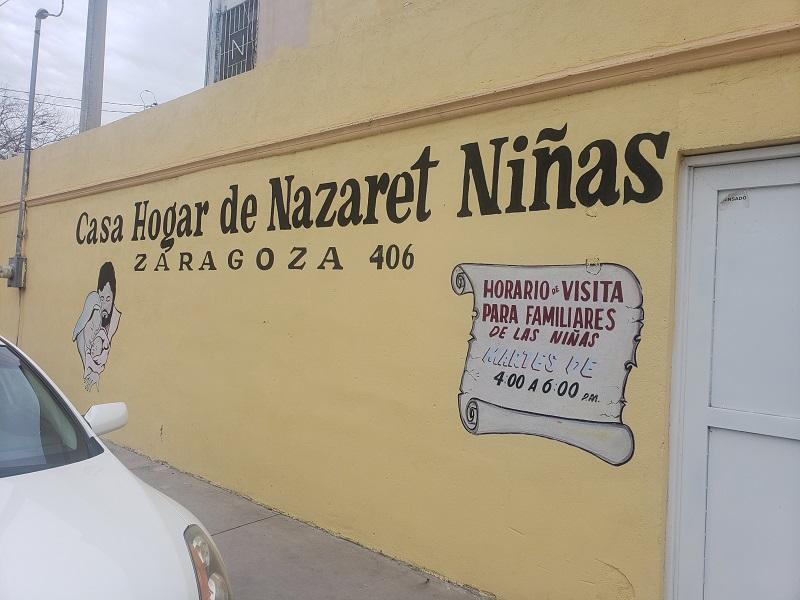 Casa Hogar de Nazaret Niñas
ZARAGOZA 406
HORARIO DE VISITA
PARA FAMILIARES
DE LAS NIÑAS
MARTES DE
4:00 A 6:00 P.M.